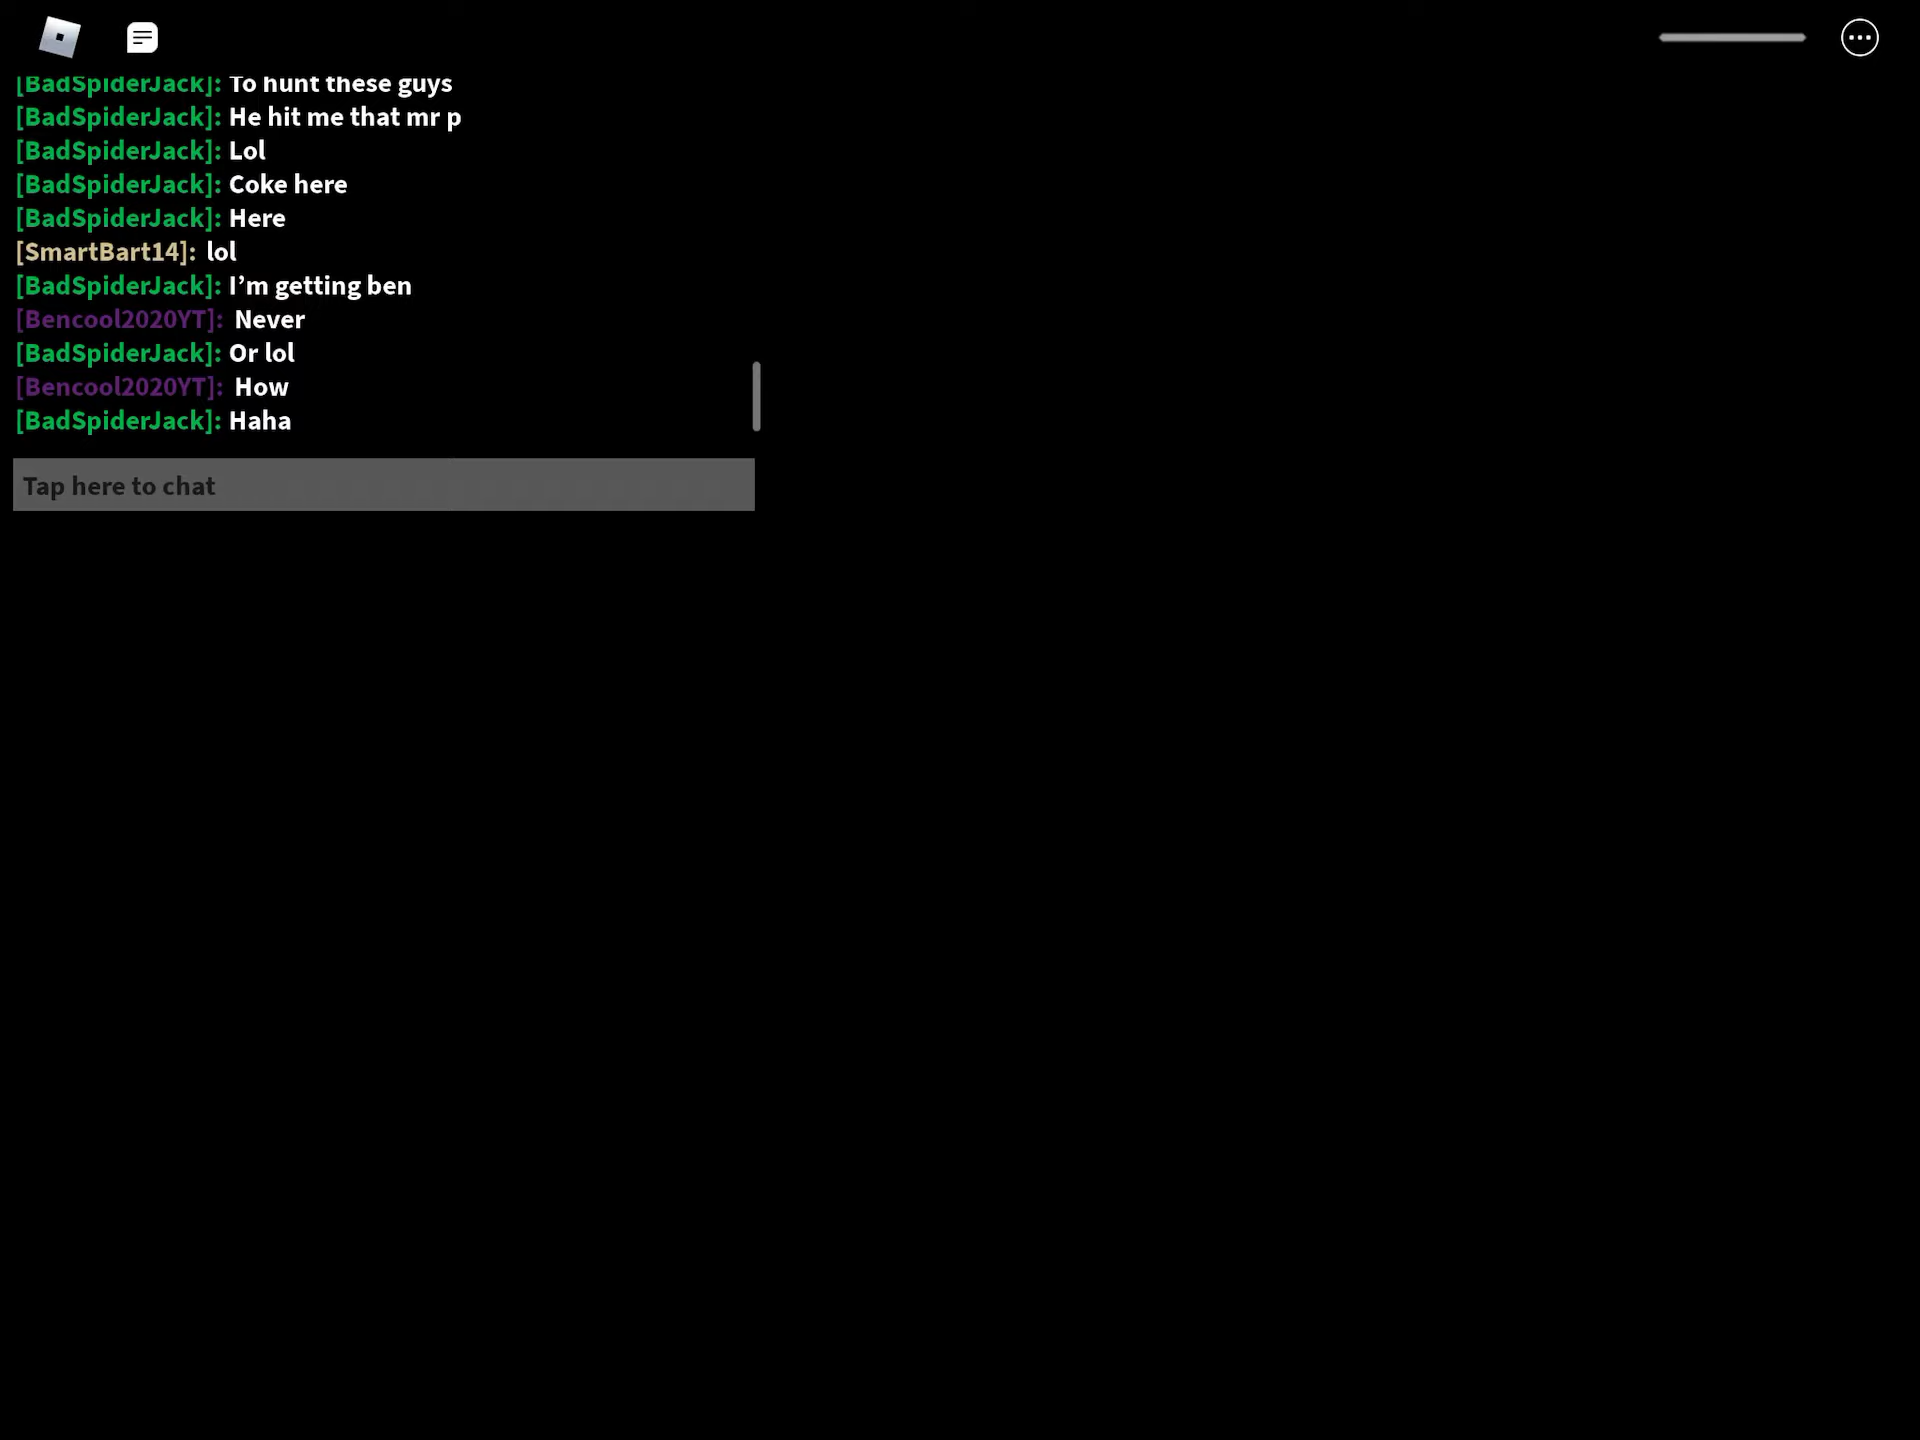 [BadSpiderJack]: To hunt these guys
[BadSpiderJack]: He hit me that mr p
[BadSpiderJack]: Lol
[BadSpiderJack]: Coke here
[BadSpiderJack]: Here
[SmartBart14]: lol
[BadSpiderJack]: I’m getting ben
[Bencool2020YT]: Never
[BadSpiderJack]: Or lol
[Bencool2020YT]: How
[BadSpiderJack]: Haha
Tap here to chat